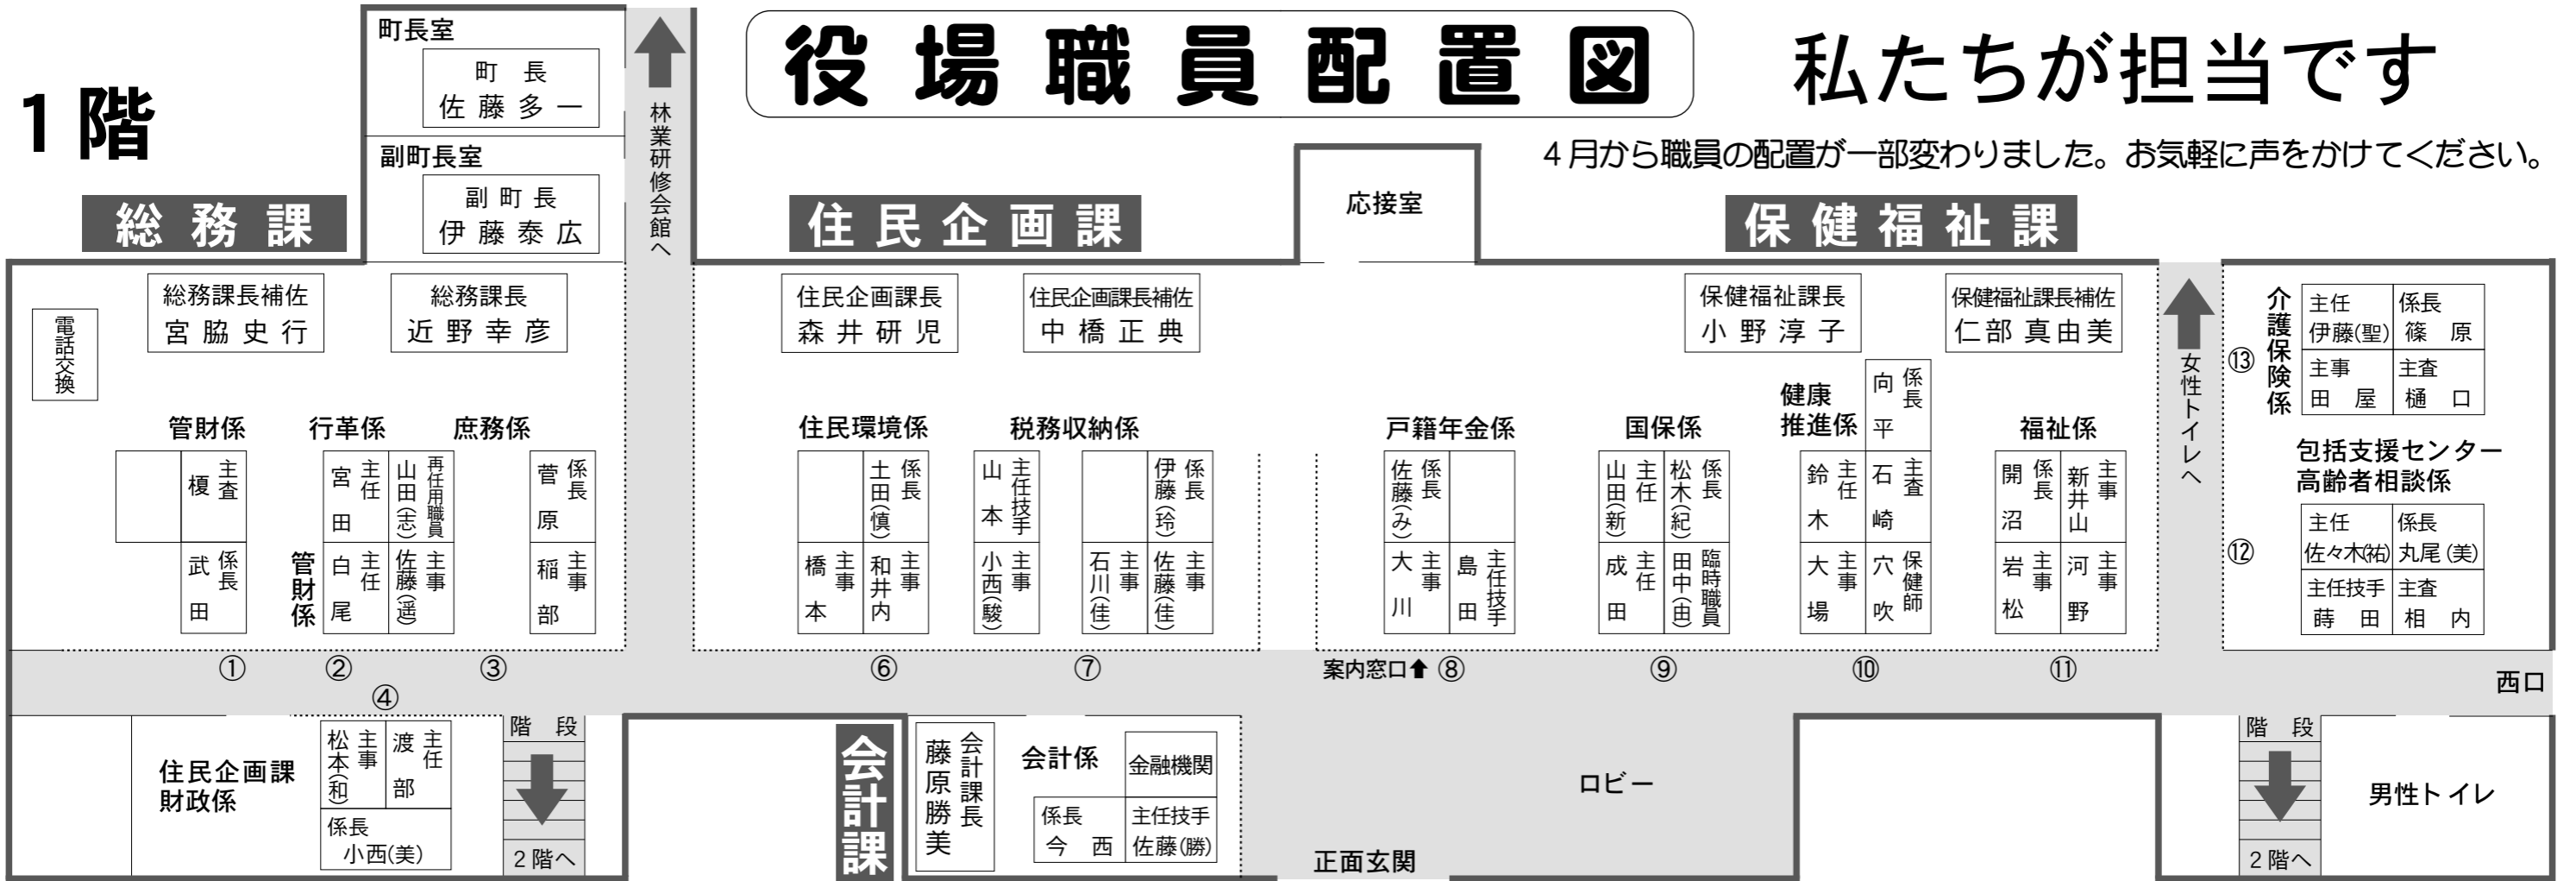 役場職員配置図
私たちが担当です
4月から職員の配置が一部変わりました。お気軽に声をかけてください。
1階
町長室
町 長
佐藤多一
副町長室
副町長
伊藤泰広
林業研修会館へ
総務課
住民企画課
応接室
保健福祉課
電話交換
総務課長補佐
宮脇史行
総務課長
近野幸彦
住民企画課長
森井研児
住民企画課長補佐
中橋正典
保健福祉課長
小野淳子
保健福祉課長補佐
仁部真由美
女性トイレへ
管財係
主査
榎
係長
武田
行革係
主任
宮田
管財係
主任
白尾
庶務係
再任用職員
山田(志)
主事
佐藤(遥)
係長
菅原
主事
稲部
住民環境係
係長
土田(慎)
主事
橋本
主事
和井内
税務収納係
主任技手
山本
主事
小西(駿)
係長
伊藤(玲)
主事
石川(佳)
主事
佐藤(佳)
戸籍年金係
係長
佐藤(み)
主事
大川
主任技手
島田
国保係
主任
山田(新)
係長
松木(紀)
主任
成田
臨時職員
田中(由)
健康
推進係
係長
向平
主任
鈴木
主査
石崎
主事
大場
保健師
穴吹
福祉係
係長
開沼
主事
新井山
主事
岩松
主事
河野
⑬
介護保険係
主任
伊藤(聖)
係長
篠 原
主事
田 屋
主査
樋 口
包括支援センター
高齢者相談係
⑫
主任
佐々木(祐)
係長
丸尾(美)
主任技手
蒔 田
主査
相 内
①
②
③
④
⑥
⑦
案内窓口⬆
⑧
⑨
⑩
⑪
西口
住民企画課
財政係
主事
松本(和)
主任
渡部
係長
小西(美)
階 段
2階へ
会計課
会計課長
藤原勝美
会計係
金融機関
係長
今 西
主任技手
佐藤(勝)
ロビー
正面玄関
階 段
2階へ
男性トイレ